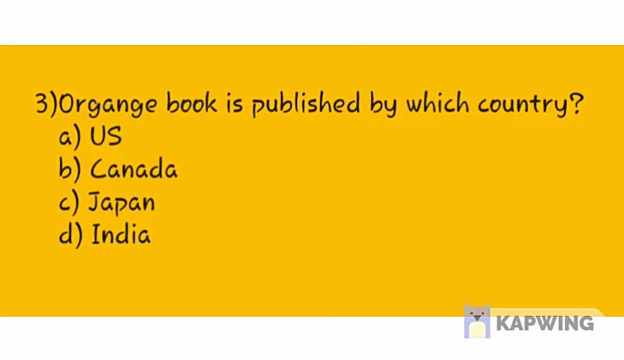 3)Organge book is published by which country?
a) US
b) Canada
c) Japan
d) India
KAPWING